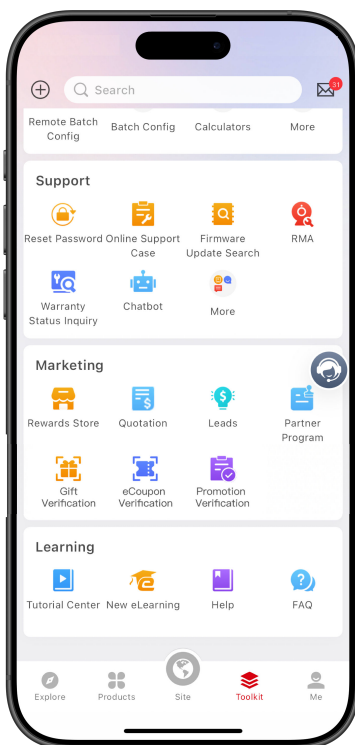 31
Search
Remote Batch
Config
Batch Config
Calculators
More
Support
Reset Password
Online Support
Case
Firmware
Update Search
RMA
Warranty
Status Inquiry
Chatbot
More
Marketing
Rewards Store
Quotation
Leads
Partner
Program
Gift
Verification
eCoupon
Verification
Promotion
Verification
Learning
Tutorial Center
New eLearning
Help
FAQ
Explore
Products
Site
Toolkit
Me